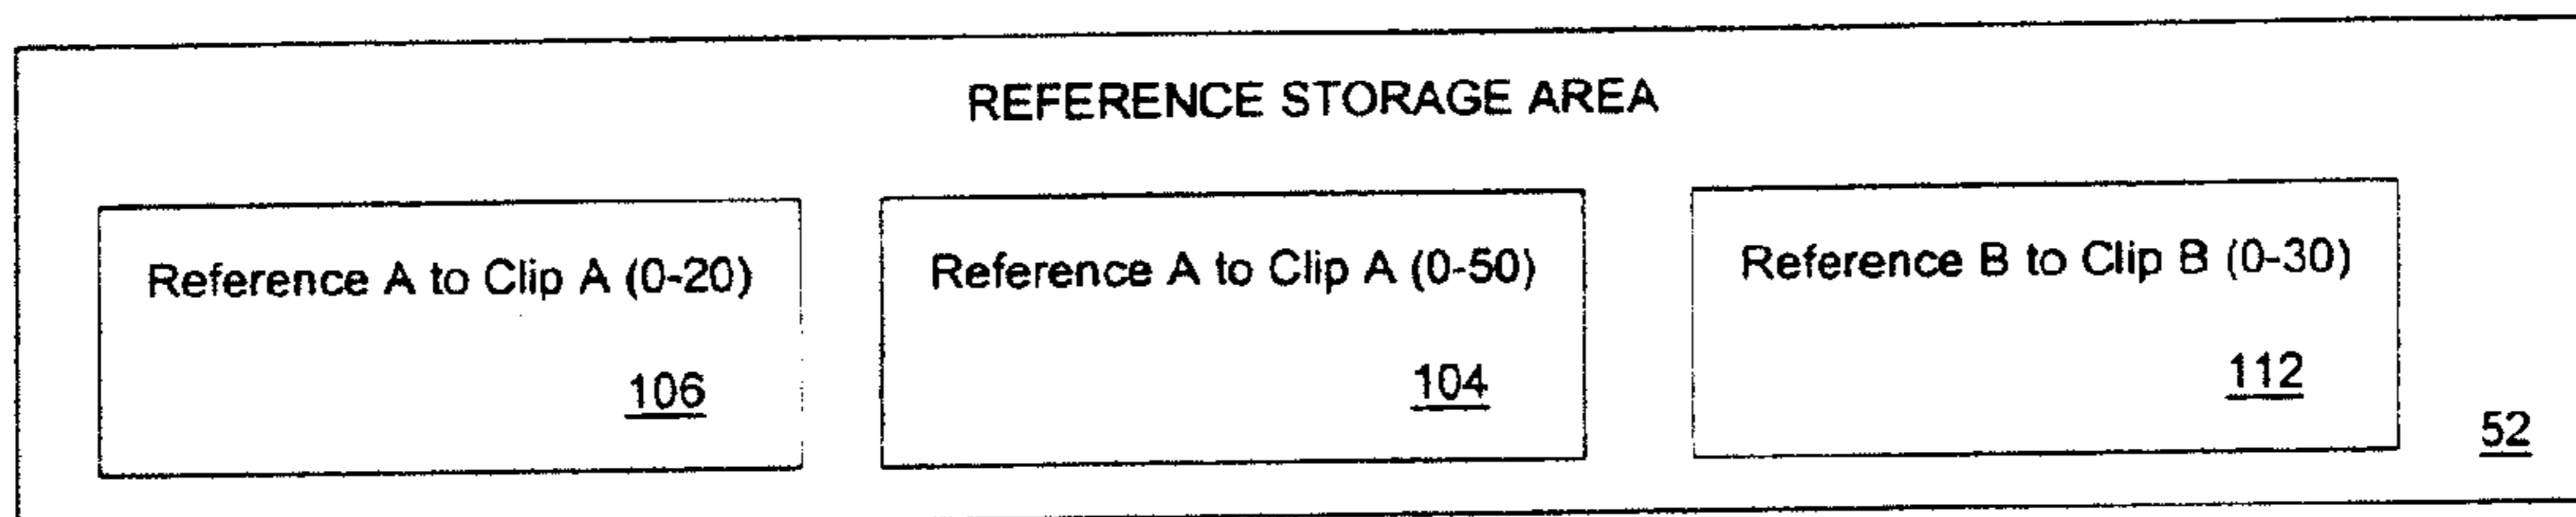 REFERENCE STORAGE AREA
Reference A to Clip A (0-20)
106
Reference A to Clip A (0-50)
104
Reference B to Clip B (0-30)
112
52